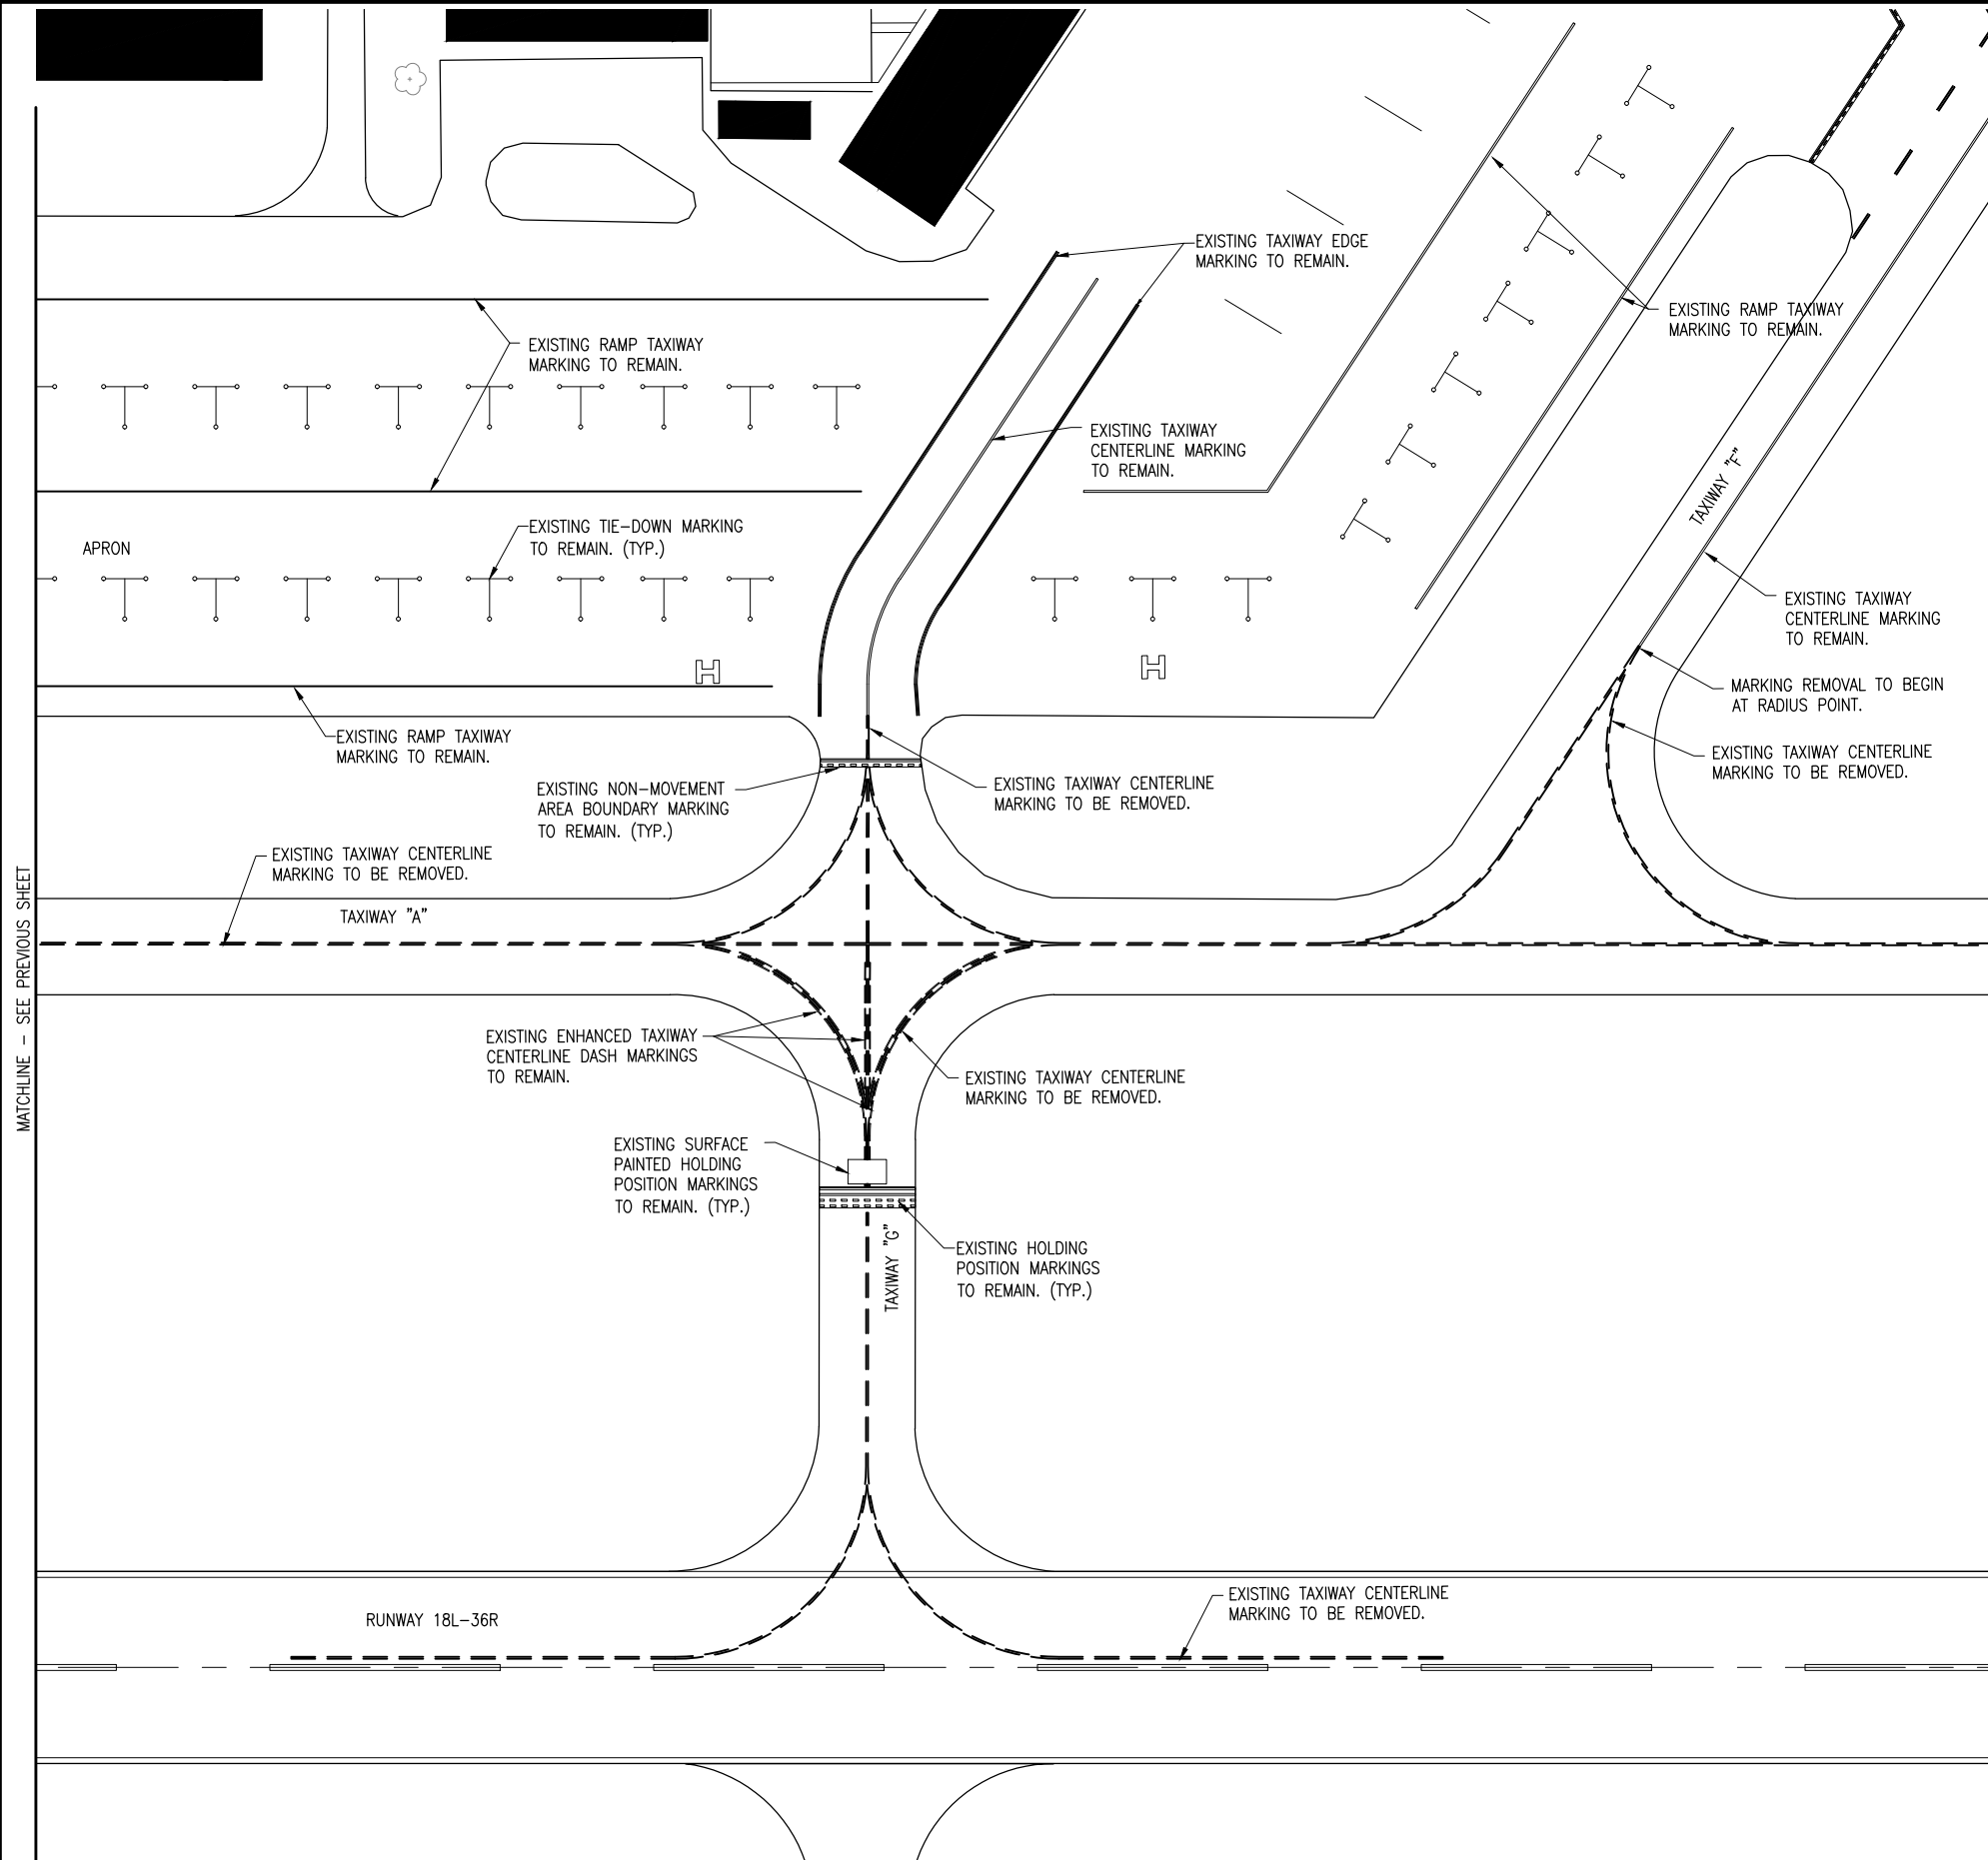 EXISTING TAXIWAY EDGE
MARKING TO REMAIN.
EXISTING RAMP TAXIWAY
MARKING TO REMAIN.
EXISTING RAMP TAXIWAY
MARKING TO REMAIN.
EXISTING TAXIWAY
CENTERLINE MARKING
TO REMAIN.
TAXIWAY "F"
EXISTING TIE-DOWN MARKING
TO REMAIN. (TYP.)
APRON
EXISTING TAXIWAY
CENTERLINE MARKING
TO REMAIN.
H
H
MARKING REMOVAL TO BEGIN
AT RADIUS POINT.
EXISTING RAMP TAXIWAY
MARKING TO REMAIN.
EXISTING TAXIWAY CENTERLINE
MARKING TO BE REMOVED.
EXISTING NON-MOVEMENT
AREA BOUNDARY MARKING
TO REMAIN. (TYP.)
EXISTING TAXIWAY CENTERLINE
MARKING TO BE REMOVED.
EXISTING TAXIWAY CENTERLINE
MARKING TO BE REMOVED.
TAXIWAY "A"
MATCHLINE - SEE PREVIOUS SHEET
EXISTING ENHANCED TAXIWAY
CENTERLINE DASH MARKINGS
TO REMAIN.
EXISTING TAXIWAY CENTERLINE
MARKING TO BE REMOVED.
EXISTING SURFACE
PAINTED HOLDING
POSITION MARKINGS
TO REMAIN. (TYP.)
TAXIWAY "G"
EXISTING HOLDING
POSITION MARKINGS
TO REMAIN. (TYP.)
EXISTING TAXIWAY CENTERLINE
MARKING TO BE REMOVED.
RUNWAY 18L-36R